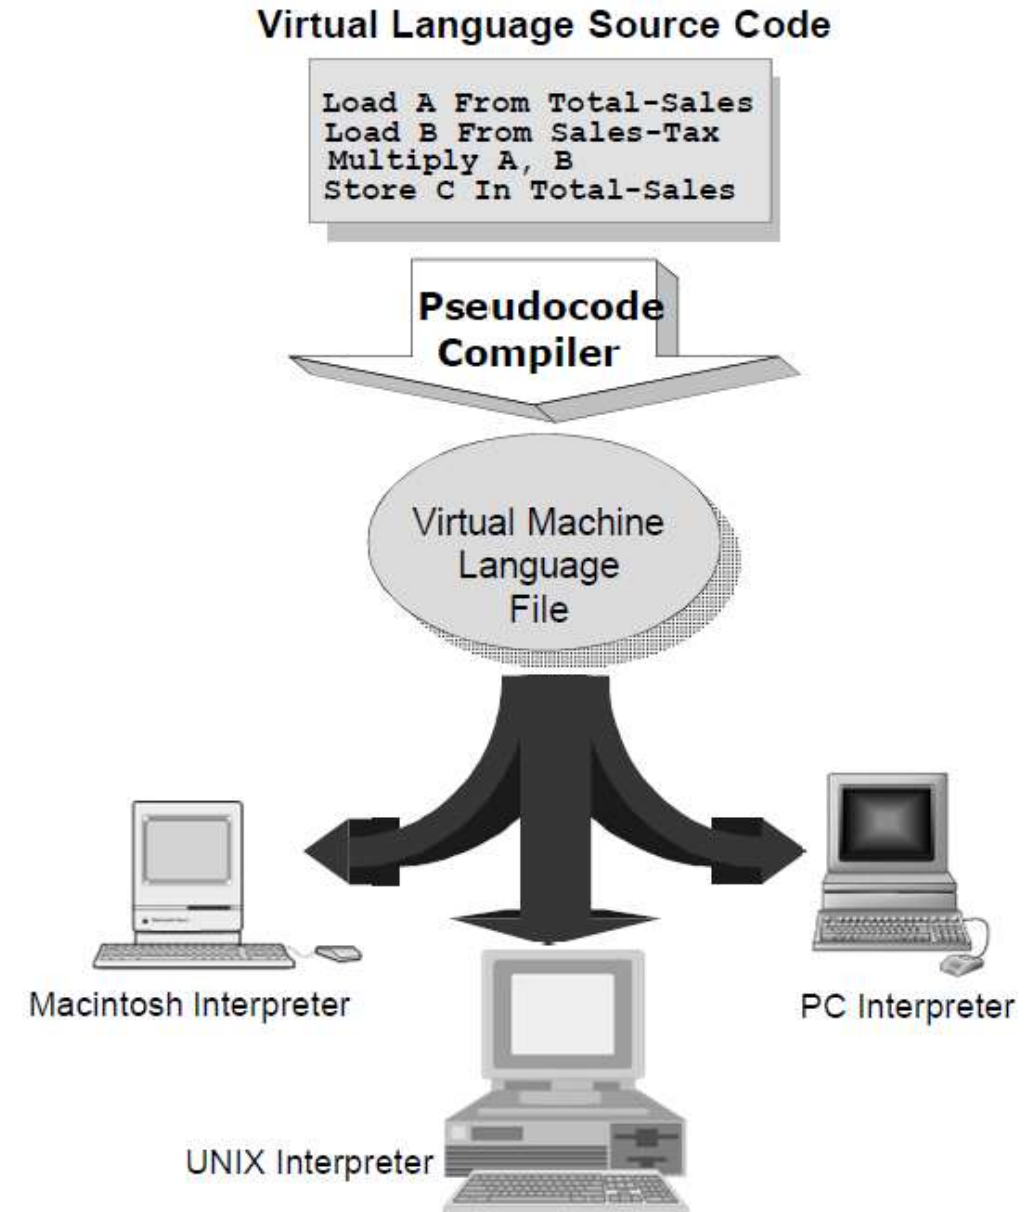 Virtual Language Source Code
Load A From Total-Sales
Load B From Sales-Tax
Multiply A, B
Store C In Total-Sales
Pseudocode
Compiler
Virtual Machine
Language
File
Macintosh Interpreter
PC Interpreter
UNIX Interpreter